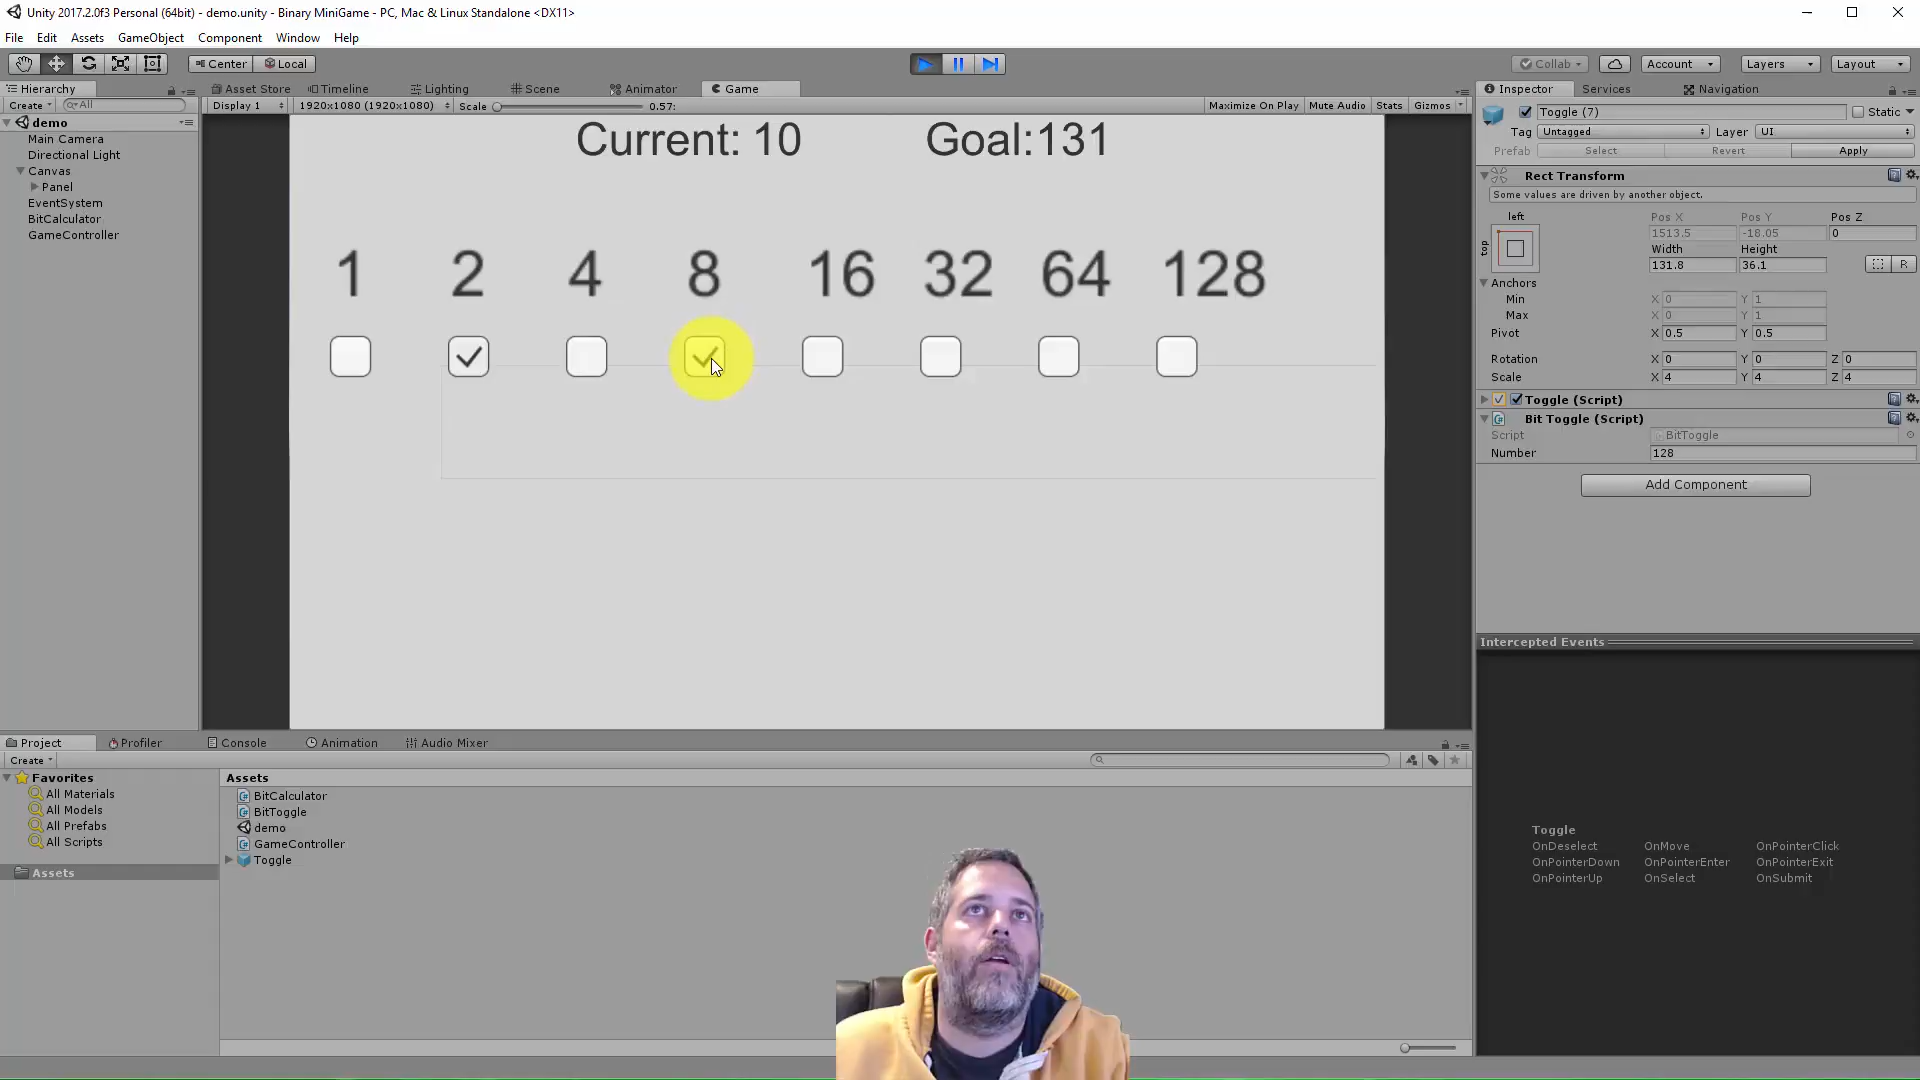 Unity 2017.2.0f3 Personal (64bit) - demo.unity - Binary MiniGame - PC, Mac & Linux Standalone <DX11>
File Edit Assets GameObject Component Window Help
Center Local Collab Account Layers Layout
Hierarchy Asset Store Timeline Lighting Scene Animator Game Inspector Services Navigation
Create All Display 1 1920x1080 (1920x1080) Scale 0.57: Maximize On Play Mute Audio Stats Gizmos
Toggle (7) Static
demo
Main Camera
Directional Light
Canvas
Panel
EventSystem
BitCalculator
GameController
Current: 10 Goal:131
1 2 4 8 16 32 64 128
Tag Untagged Layer UI
Prefab Select Revert Apply
Rect Transform
Some values are driven by another object.
left
top
Pos X Pos Y Pos Z
1513.5 -18.05 0
Width Height
131.8 36.1 R
Anchors
Min X 0 Y 1
Max X 0 Y 1
Pivot X 0.5 Y 0.5
Rotation X 0 Y 0 Z 0
Scale X 4 Y 4 Z 4
Toggle (Script)
Bit Toggle (Script)
Script BitToggle
Number 128
Add Component
Intercepted Events
Toggle
OnDeselect OnMove OnPointerClick
OnPointerDown OnPointerEnter OnPointerExit
OnPointerUp OnSelect OnSubmit
Project Profiler Console Animation Audio Mixer
Create
Favorites
All Materials
All Models
All Prefabs
All Scripts
Assets
Assets
BitCalculator
BitToggle
demo
GameController
Toggle